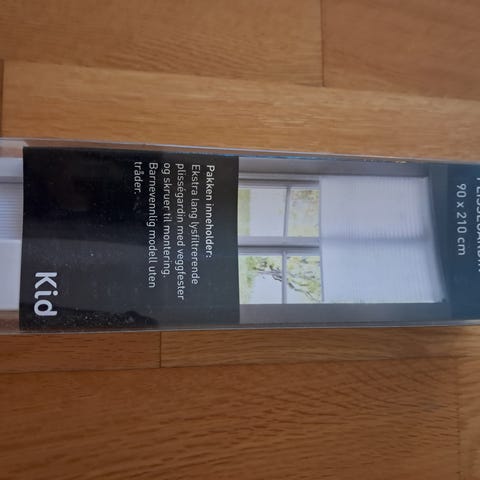 PLISSÉGARDIN
90 x 210 cm
Pakken inneholder:
Ekstra lang lysfiltrerende
plisségardin med veggfester
og skruer til montering.
Barnevennlig modell uten
tråder.
Kid